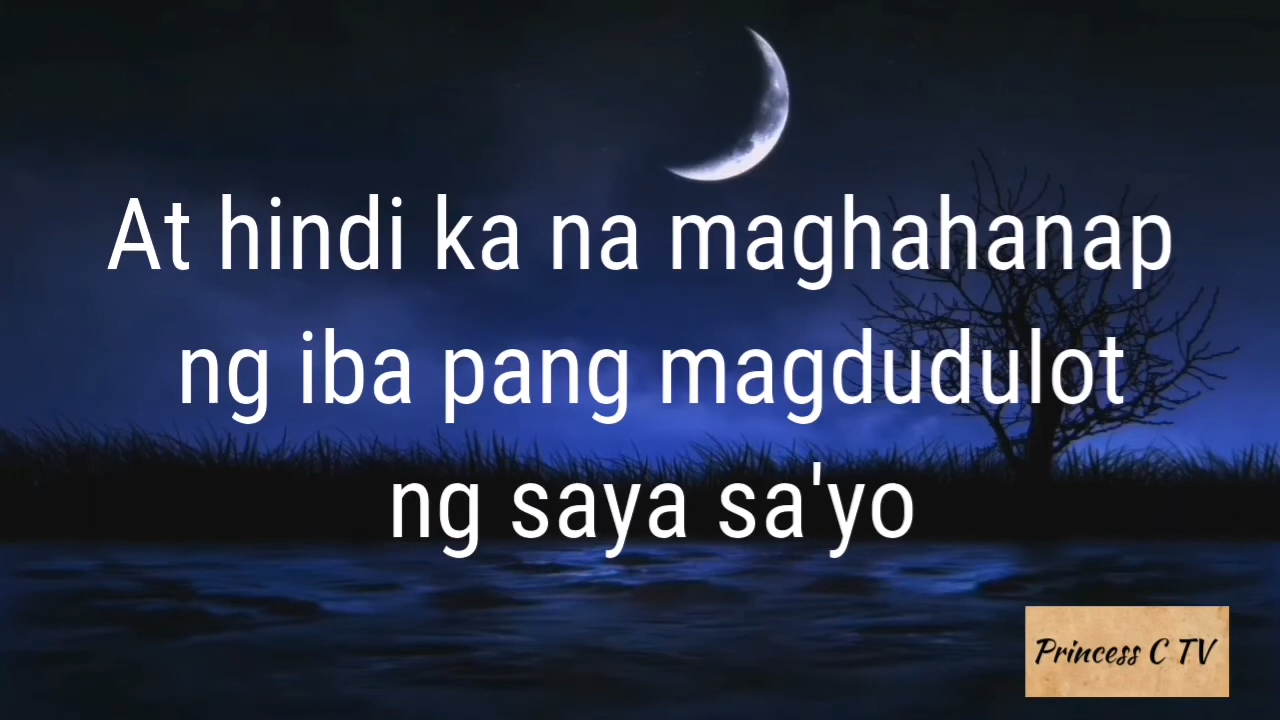 At hindi ka na maghahanap
ng iba pang magdudulot
ng saya sa'yo
Princess C TV